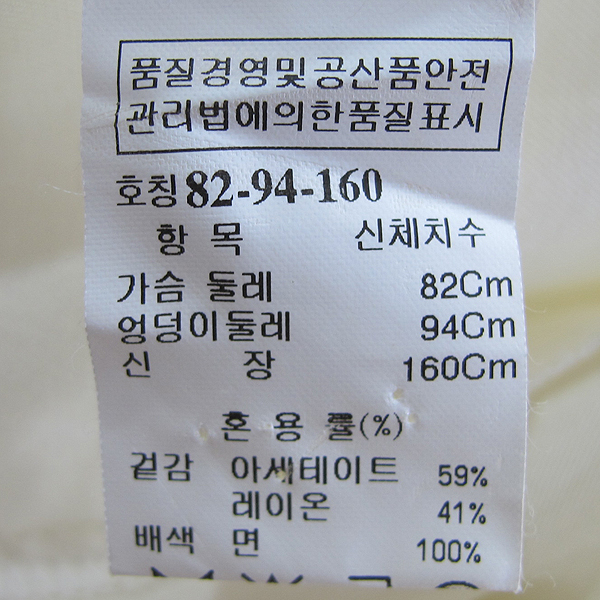 품질경영및공산품안전
관리법에의한품질표시
호칭 82-94-160
항 목 신체치수
가슴 둘레 82Cm
엉덩이둘레 94Cm
신 장 160Cm
혼 용 률(%)
겉감 아세테이트 59%
레이온 41%
배색 면 100%